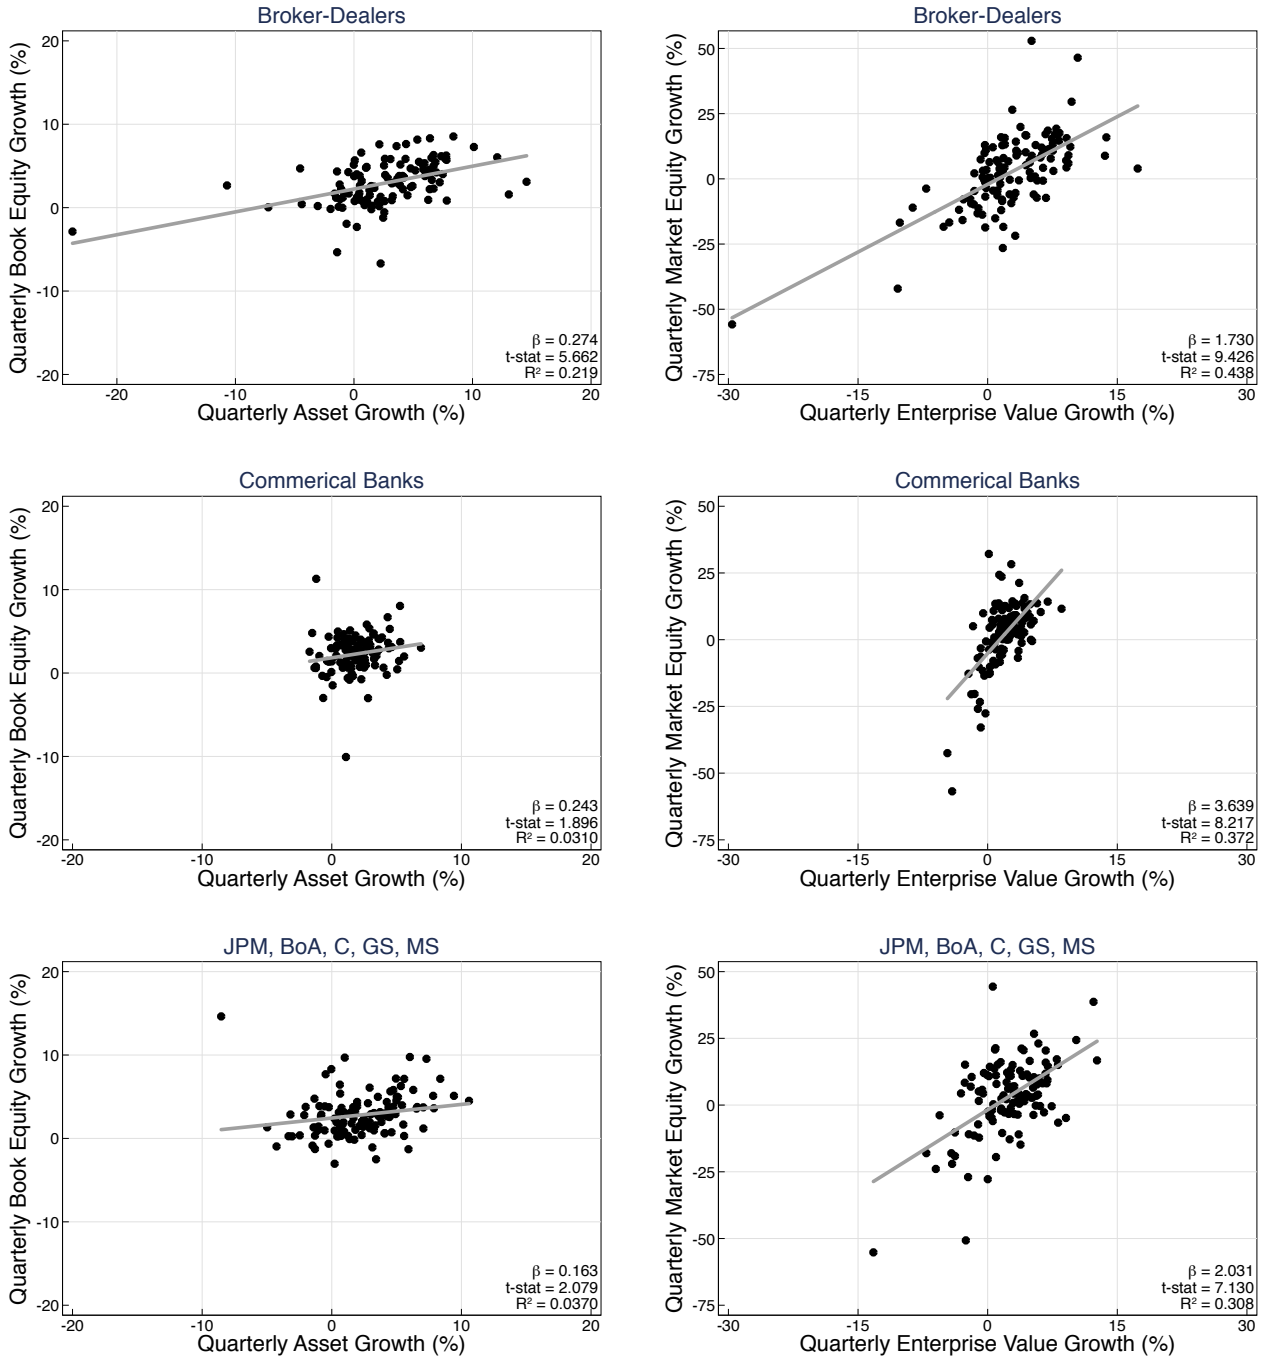 Broker-Dealers
Quarterly Book Equity Growth (%)
20
10
0
-10
-20
β = 0.274
t-stat = 5.662
R² = 0.219
-20
-10
0
10
20
Quarterly Asset Growth (%)
Broker-Dealers
Quarterly Market Equity Growth (%)
50
25
0
-25
-50
-75
β = 1.730
t-stat = 9.426
R² = 0.438
-30
-15
0
15
30
Quarterly Enterprise Value Growth (%)
Commerical Banks
Quarterly Book Equity Growth (%)
20
10
0
-10
-20
β = 0.243
t-stat = 1.896
R² = 0.0310
-20
-10
0
10
20
Quarterly Asset Growth (%)
Commerical Banks
Quarterly Market Equity Growth (%)
50
25
0
-25
-50
-75
β = 3.639
t-stat = 8.217
R² = 0.372
-30
-15
0
15
30
Quarterly Enterprise Value Growth (%)
JPM, BoA, C, GS, MS
Quarterly Book Equity Growth (%)
20
10
0
-10
-20
β = 0.163
t-stat = 2.079
R² = 0.0370
-20
-10
0
10
20
Quarterly Asset Growth (%)
JPM, BoA, C, GS, MS
Quarterly Market Equity Growth (%)
50
25
0
-25
-50
-75
β = 2.031
t-stat = 7.130
R² = 0.308
-30
-15
0
15
30
Quarterly Enterprise Value Growth (%)